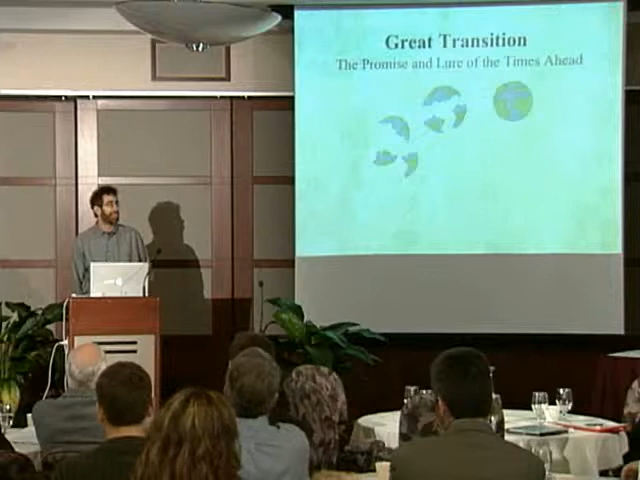 Great Transition
The Promise and Lure of the Times Ahead